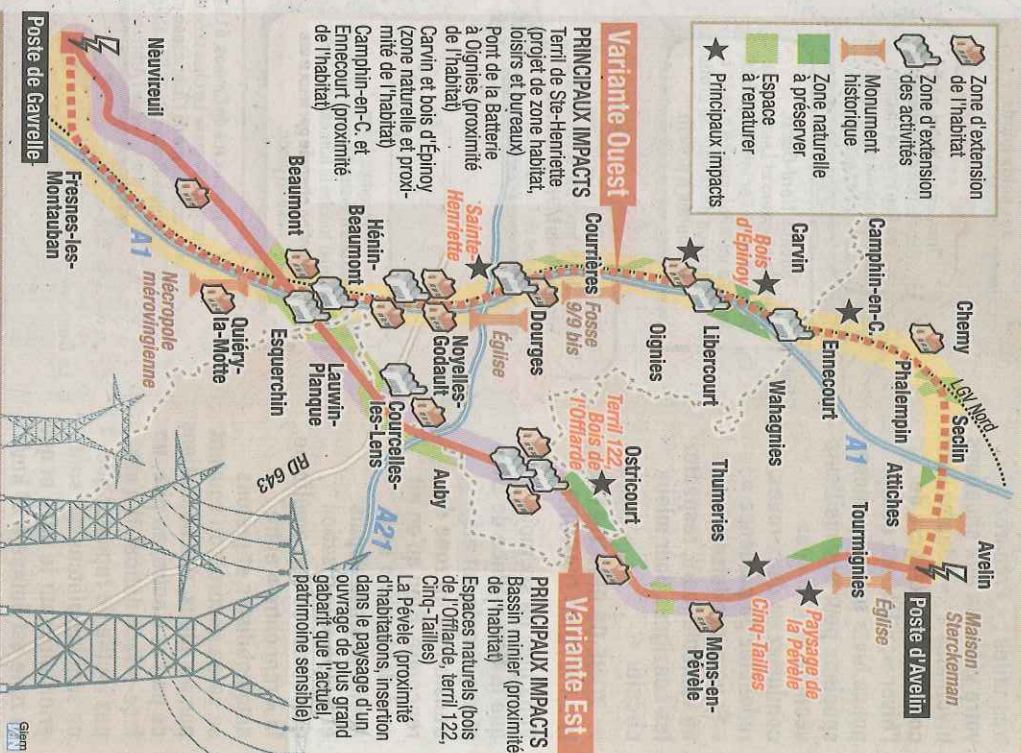 Zone d'extension
de l'habitat
Zone d'extension
des activités
Monument
historique
Zone naturelle
à préserver
Espace
à renaturer
Principaux impacts
Variante Ouest
PRINCIPAUX IMPACTS
Terril de Ste-Henriette
(projet de zone habitat,
loisirs et bureaux)
Pont de la Batterie
à Oignies (proximité
de l'habitat)
Carvin et bois d'Épinoy
(zone naturelle et proxi-
mité de l'habitat)
Camphin-en-C. et
Ennecourt (proximité
de l'habitat)
Chemy
LGV Nord
Seclin
Phalempin
Attiches
Avelin
Maison
Sterckeman
Poste d'Avelin
Tourmignies
Église
Camphin-en-C.
Ennecourt
A1
Carvin
Bois
d'Épinoy
Wahagnies
Thumeries
Paysage de
la Pévèle
Cinq-Tailles
Mons-en-
Pévèle
Libercourt
Oignies
Ostricourt
Terril 122,
Bois de
l'Offlarde
Courrières
Fosse
9/9 bis
Dourges
Sainte-
Henriette
Église
Noyelles-
Godault
Auby
Courcelles-
les-Lens
A21
Hénin-
Beaumont
Lauwin-
Planque
Esquerchin
RD 643
Beaumont
Quiéry-
la-Motte
Nécropole
mérovingienne
A1
Neuvireuil
Fresnes-les-
Montauban
Poste de Gavrelle
Variante Est
PRINCIPAUX IMPACTS
Bassin minier (proximité
de l'habitat)
Espaces naturels (bois
de l'Offlarde, terril 122,
Cinq-Tailles)
La Pévèle (proximité
d'habitations, insertion
dans le paysage d'un
ouvrage de plus grand
gabarit que l'actuel,
patrimoine sensible)